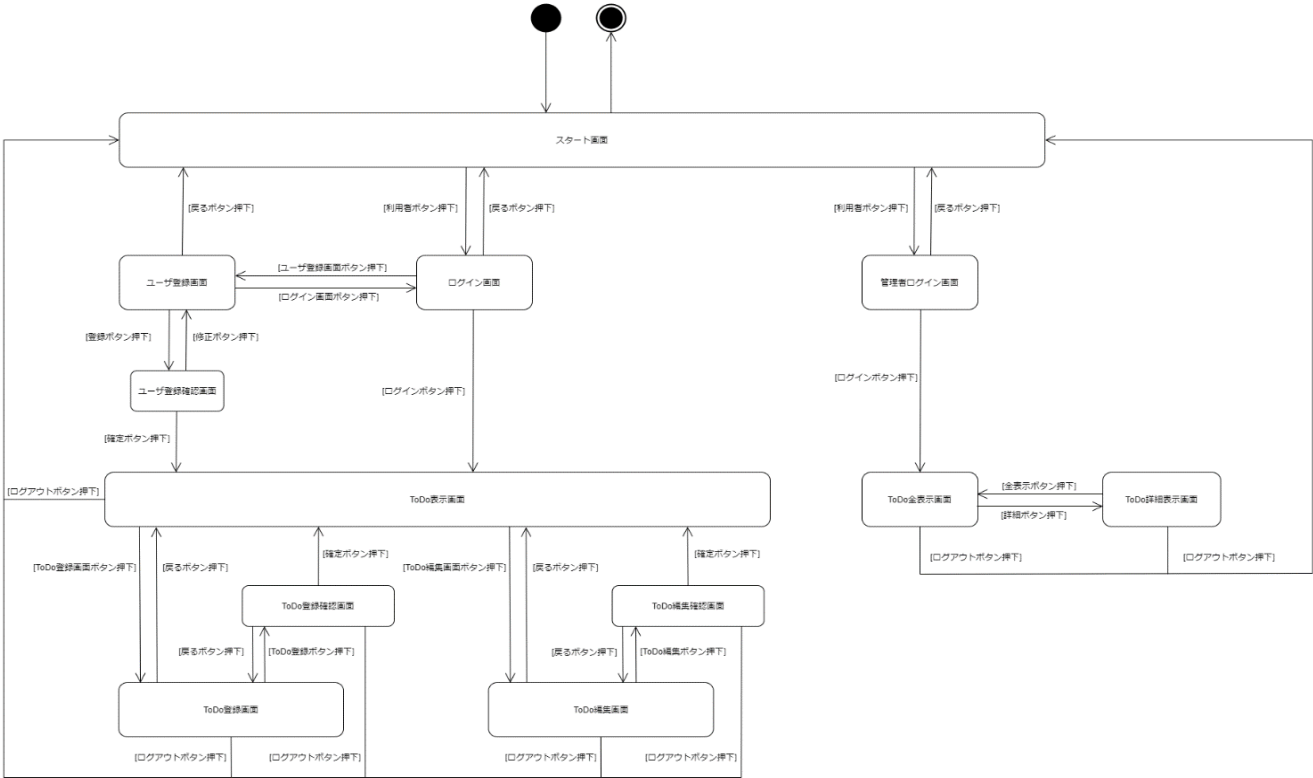 スタート画面
[戻るボタン押下]
[利用者ボタン押下]
[戻るボタン押下]
[利用者ボタン押下]
[戻るボタン押下]
ユーザ登録画面
[ユーザ登録画面ボタン押下]
[ログイン画面ボタン押下]
ログイン画面
管理者ログイン画面
[登録ボタン押下]
[修正ボタン押下]
ユーザ登録確認画面
[ログインボタン押下]
[ログインボタン押下]
[確定ボタン押下]
[ログアウトボタン押下]
ToDo表示画面
ToDo全表示画面
[全表示ボタン押下]
[詳細ボタン押下]
ToDo詳細表示画面
[ログアウトボタン押下]
[ログアウトボタン押下]
[ToDo登録画面ボタン押下]
[戻るボタン押下]
[確定ボタン押下]
[ToDo編集画面ボタン押下]
[戻るボタン押下]
[確定ボタン押下]
ToDo登録確認画面
ToDo編集確認画面
[戻るボタン押下]
[ToDo登録ボタン押下]
[戻るボタン押下]
[ToDo編集ボタン押下]
ToDo登録画面
ToDo編集画面
[ログアウトボタン押下]
[ログアウトボタン押下]
[ログアウトボタン押下]
[ログアウトボタン押下]